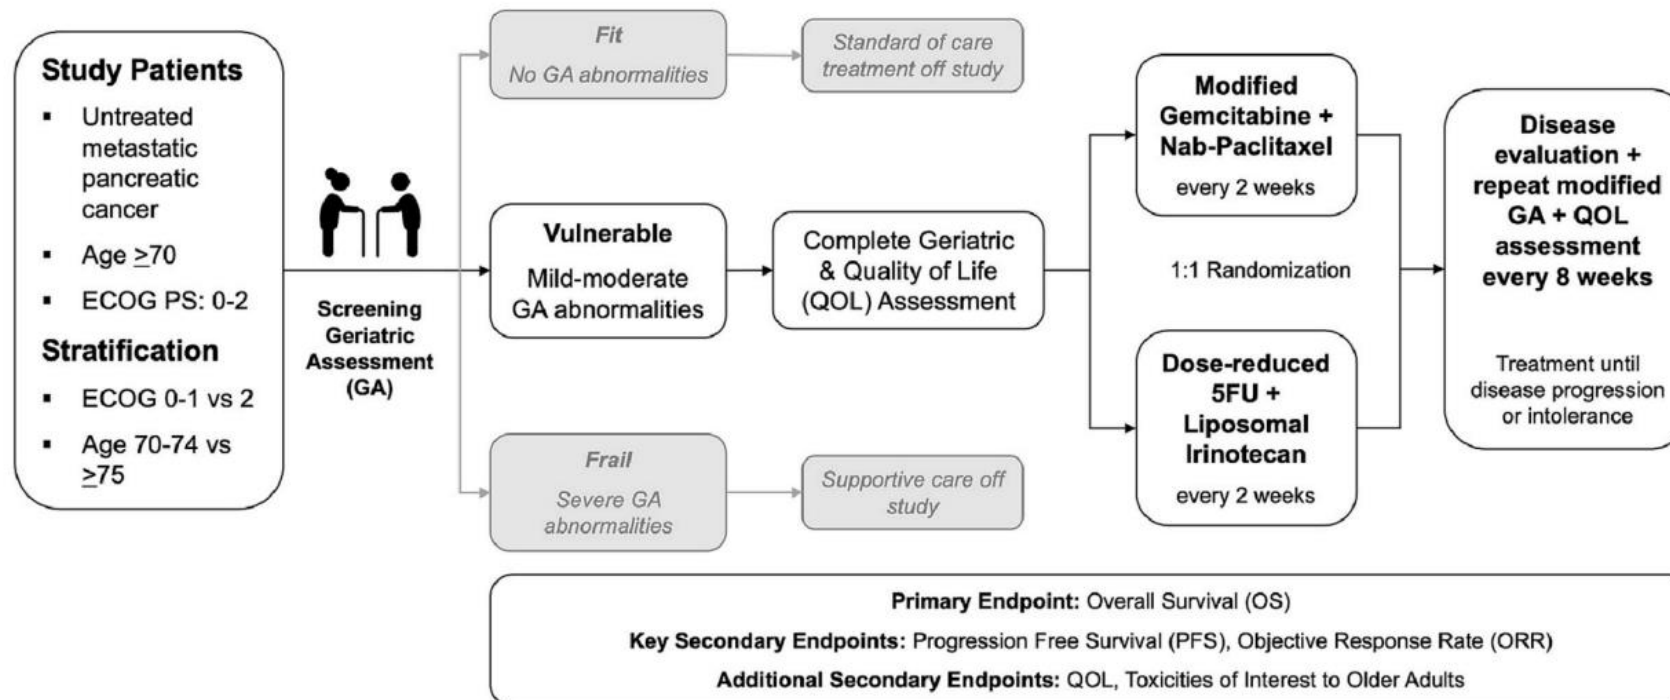 Study Patients
▪ Untreated
metastatic
pancreatic
cancer
▪ Age ≥70
▪ ECOG PS: 0-2
Stratification
▪ ECOG 0-1 vs 2
▪ Age 70-74 vs
≥75
Screening
Geriatric
Assessment
(GA)
Fit
No GA abnormalities
Standard of care
treatment off study
Vulnerable
Mild-moderate
GA abnormalities
Complete Geriatric
& Quality of Life
(QOL) Assessment
Frail
Severe GA
abnormalities
Supportive care off
study
Modified
Gemcitabine +
Nab-Paclitaxel
every 2 weeks
1:1 Randomization
Dose-reduced
5FU +
Liposomal
Irinotecan
every 2 weeks
Disease
evaluation +
repeat modified
GA + QOL
assessment
every 8 weeks
Treatment until
disease progression
or intolerance
Primary Endpoint: Overall Survival (OS)
Key Secondary Endpoints: Progression Free Survival (PFS), Objective Response Rate (ORR)
Additional Secondary Endpoints: QOL, Toxicities of Interest to Older Adults